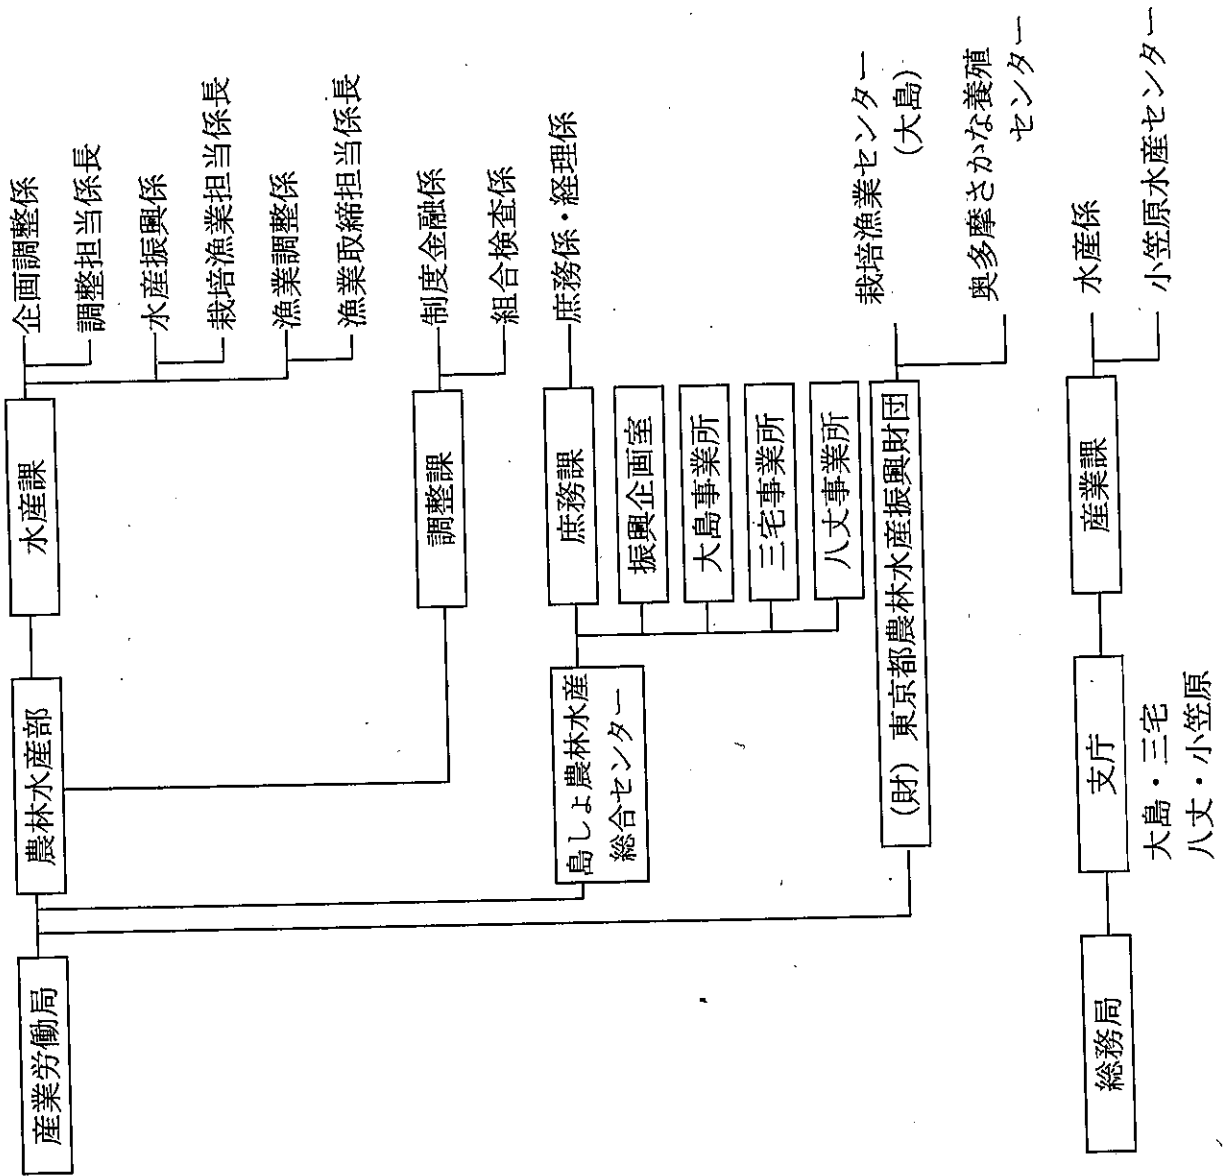 産業労働局
農林水産部
水産課
企画調整係
調整担当係長
水産振興係
栽培漁業担当係長
漁業調整係
漁業取締担当係長
調整課
制度金融係
組合検査係
島しょ農林水産
総合センター
庶務課
庶務係・経理係
振興企画室
大島事業所
三宅事業所
八丈事業所
(財) 東京都農林水産振興財団
栽培漁業センター
(大島)
奥多摩さかな養殖
センター
総務局
支庁
大島・三宅
八丈・小笠原
産業課
水産係
小笠原水産センター